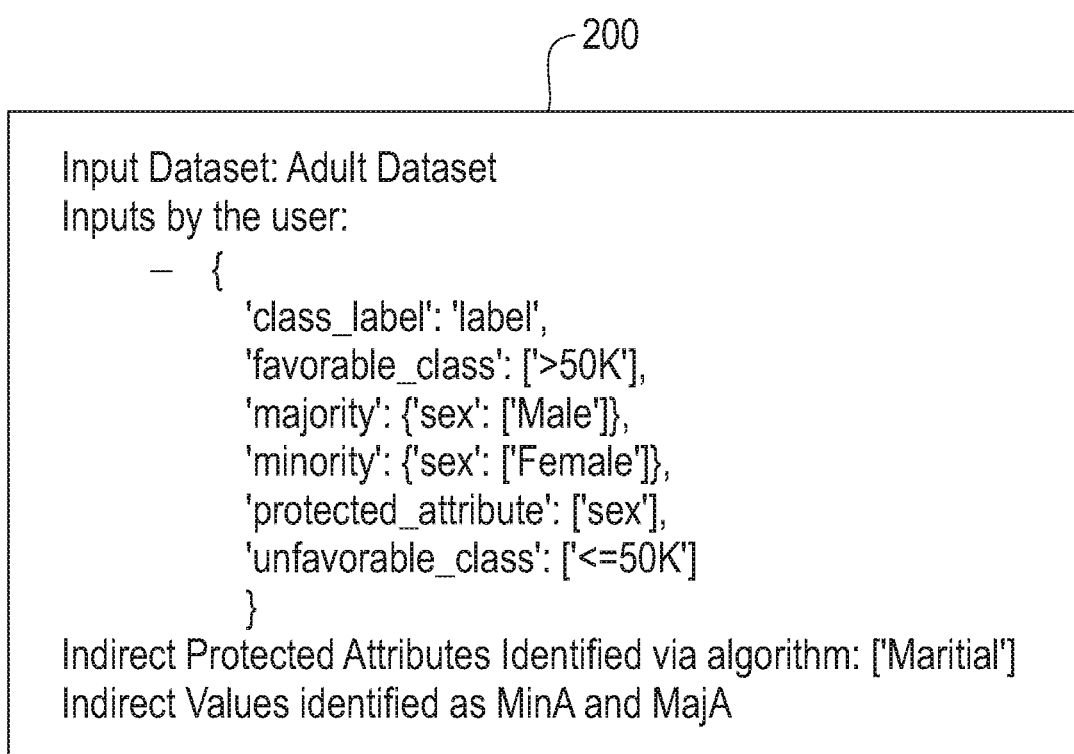 200
Input Dataset: Adult Dataset
Inputs by the user:
— {
'class_label': 'label',
'favorable_class': ['>50K'],
'majority': {'sex': ['Male']},
'minority': {'sex': ['Female']},
'protected_attribute': ['sex'],
'unfavorable_class': ['<=50K']
}
Indirect Protected Attributes Identified via algorithm: ['Maritial']
Indirect Values identified as MinA and MajA